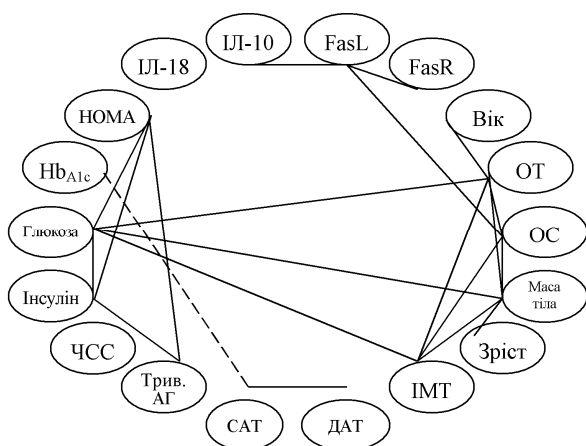 ІЛ-10
FasL
ІЛ-18
FasR
НОМА
Вік
Hb_A1c
ОТ
Глюкоза
ОС
Інсулін
Маса
тіла
ЧСС
Зріст
Трив.
АГ
ІМТ
САТ
ДАТ